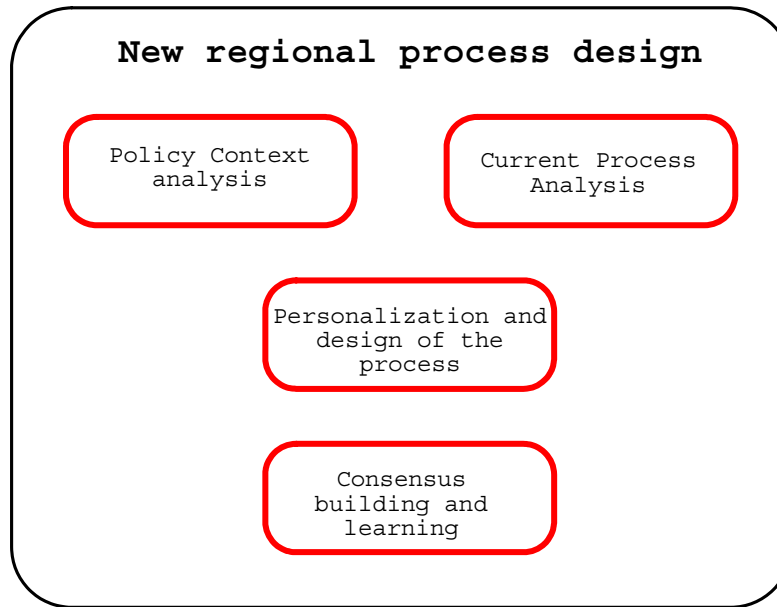 New regional process design
Policy Context
analysis
Current Process
Analysis
Personalization and
design of the
process
Consensus
building and
learning